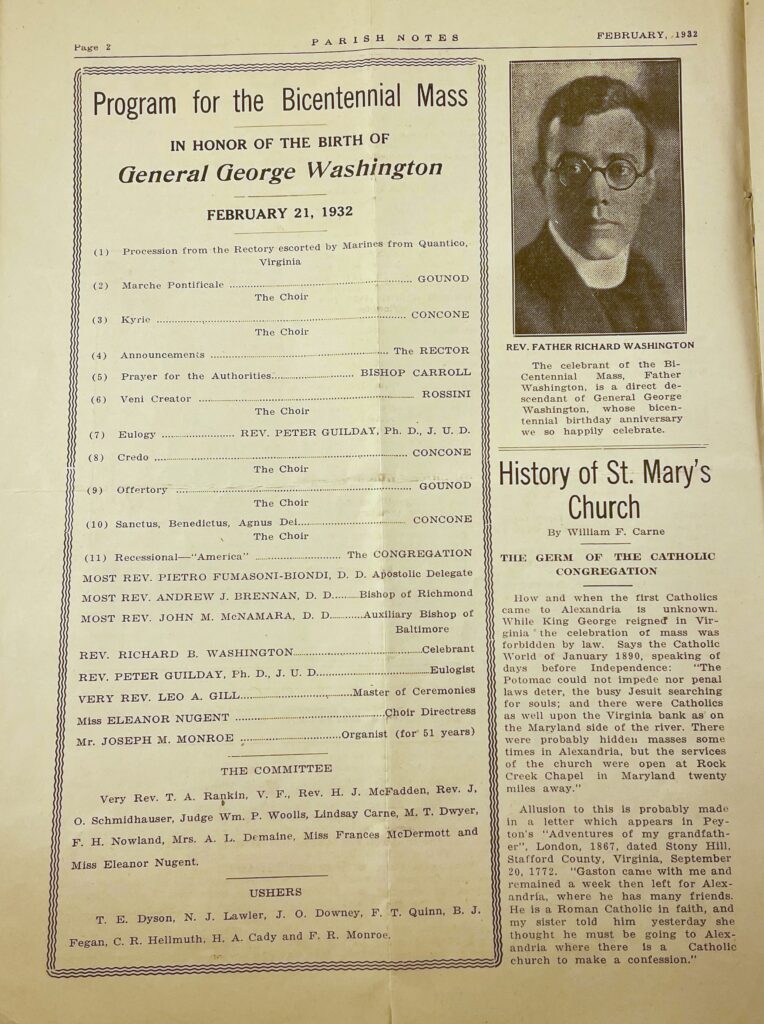 Page 2
PARISH NOTES
FEBRUARY, 1932
Program for the Bicentennial Mass
IN HONOR OF THE BIRTH OF
General George Washington
FEBRUARY 21, 1932
(1) Procession from the Rectory escorted by Marines from Quantico,
Virginia
(2) Marche Pontificale ........ GOUNOD
The Choir
(3) Kyrie ........ CONCONE
The Choir
(4) Announcements ........ The RECTOR
(5) Prayer for the Authorities........ BISHOP CARROLL
(6) Veni Creator ........ ROSSINI
The Choir
(7) Eulogy ........ REV. PETER GUILDAY, Ph. D., J. U. D.
(8) Credo ........ CONCONE
The Choir
(9) Offertory ........ GOUNOD
The Choir
(10) Sanctus, Benedictus, Agnus Dei........ CONCONE
The Choir
(11) Recessional—"America" ........ The CONGREGATION
MOST REV. PIETRO FUMASONI-BIONDI, D. D. Apostolic Delegate
MOST REV. ANDREW J. BRENNAN, D. D........Bishop of Richmond
MOST REV. JOHN M. McNAMARA, D. D........Auxiliary Bishop of
Baltimore
REV. RICHARD B. WASHINGTON........Celebrant
REV. PETER GUILDAY, Ph. D., J. U. D........Eulogist
VERY REV. LEO A. GILL........Master of Ceremonies
Miss ELEANOR NUGENT ........Choir Directress
Mr. JOSEPH M. MONROE ........Organist (for 51 years)
THE COMMITTEE
Very Rev. T. A. Rankin, V. F., Rev. H. J. McFadden, Rev. J,
O. Schmidhauser, Judge Wm. P. Woolls, Lindsay Carne, M. T. Dwyer,
F. H. Nowland, Mrs. A. L. Demaine, Miss Frances McDermott and
Miss Eleanor Nugent.
USHERS
T. E. Dyson, N. J. Lawler, J. O. Downey, F. T. Quinn, B. J.
Fegan, C. R. Hellmuth, H. A. Cady and F. R. Monroe.
REV. FATHER RICHARD WASHINGTON
The celebrant of the Bi-
Centennial Mass, Father
Washington, is a direct de-
scendant of General George
Washington, whose bicen-
tennial birthday anniversary
we so happily celebrate.
History of St. Mary's
Church
By William F. Carne
THE GERM OF THE CATHOLIC
CONGREGATION
How and when the first Catholics
came to Alexandria is unknown.
While King George reigned in Vir-
ginia the celebration of mass was
forbidden by law. Says the Catholic
World of January 1890, speaking of
days before Independence: "The
Potomac could not impede nor penal
laws deter, the busy Jesuit searching
for souls; and there were Catholics
as well upon the Virginia bank as on
the Maryland side of the river. There
were probably hidden masses some
times in Alexandria, but the services
of the church were open at Rock
Creek Chapel in Maryland twenty
miles away."
Allusion to this is probably made
in a letter which appears in Pey-
ton's "Adventures of my grandfath-
er", London, 1867, dated Stony Hill,
Stafford County, Virginia, September
20, 1772. "Gaston came with me and
remained a week then left for Alex-
andria, where he has many friends.
He is a Roman Catholic in faith, and
my sister told him yesterday she
thought he must be going to Alex-
andria where there is a Catholic
church to make a confession."